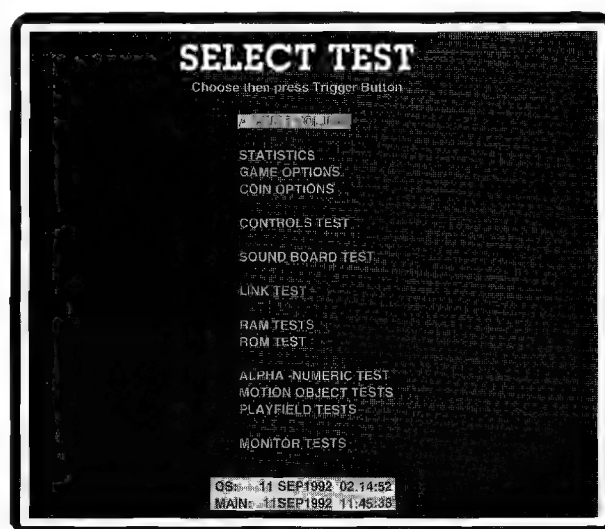 SELECT TEST
Choose then press Trigger Button
STATISTICS
GAME OPTIONS
COIN OPTIONS
CONTROLS TEST
SOUND BOARD TEST
LINK TEST
RAM TESTS
ROM TEST
ALPHA -NUMERIC TEST
MOTION OBJECT TESTS
PLAYFIELD TESTS
MONITOR TESTS
OS: 11 SEP1992 02.14:52
MAIN: 11SEP1992 11:45:38